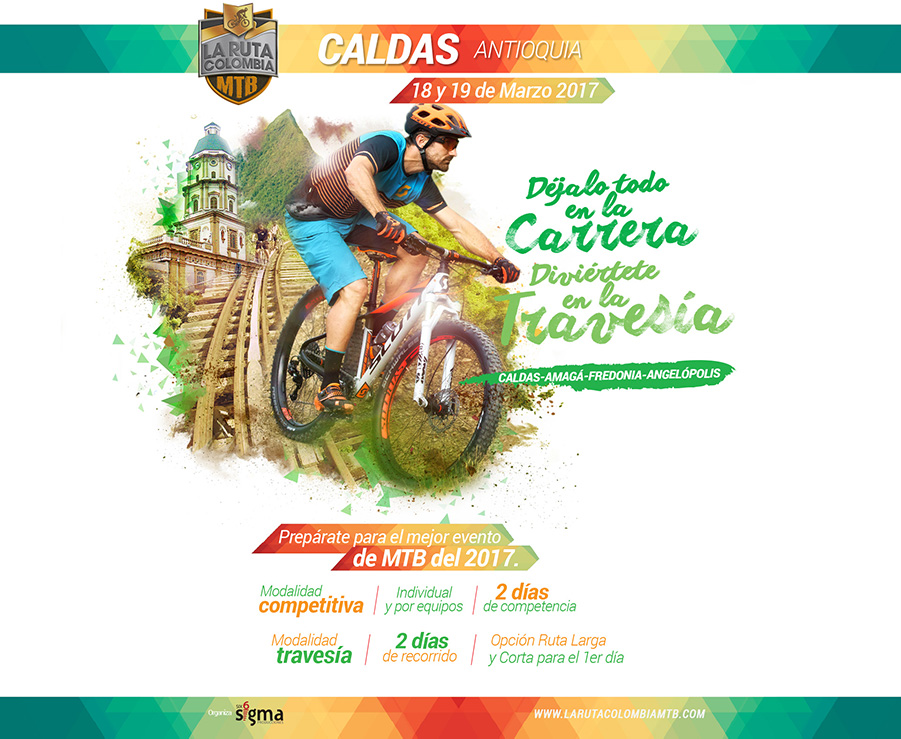 LA RUTA
COLOMBIA
MTB
CALDAS ANTIOQUIA
18 y 19 de Marzo 2017
Déjalo todo
en la
Carrera
Diviértete
en la
Travesía
CALDAS-AMAGÁ-FREDONIA-ANGELÓPOLIS
SCOTT
Prepárate para el mejor evento
de MTB del 2017.
Modalidad
competitiva
Individual
y por equipos
2 días
de competencia
Modalidad
travesía
2 días
de recorrido
Opción Ruta Larga
y Corta para el 1er día
Organiza
sigma
WWW.LARUTACOLOMBIAMTB.COM